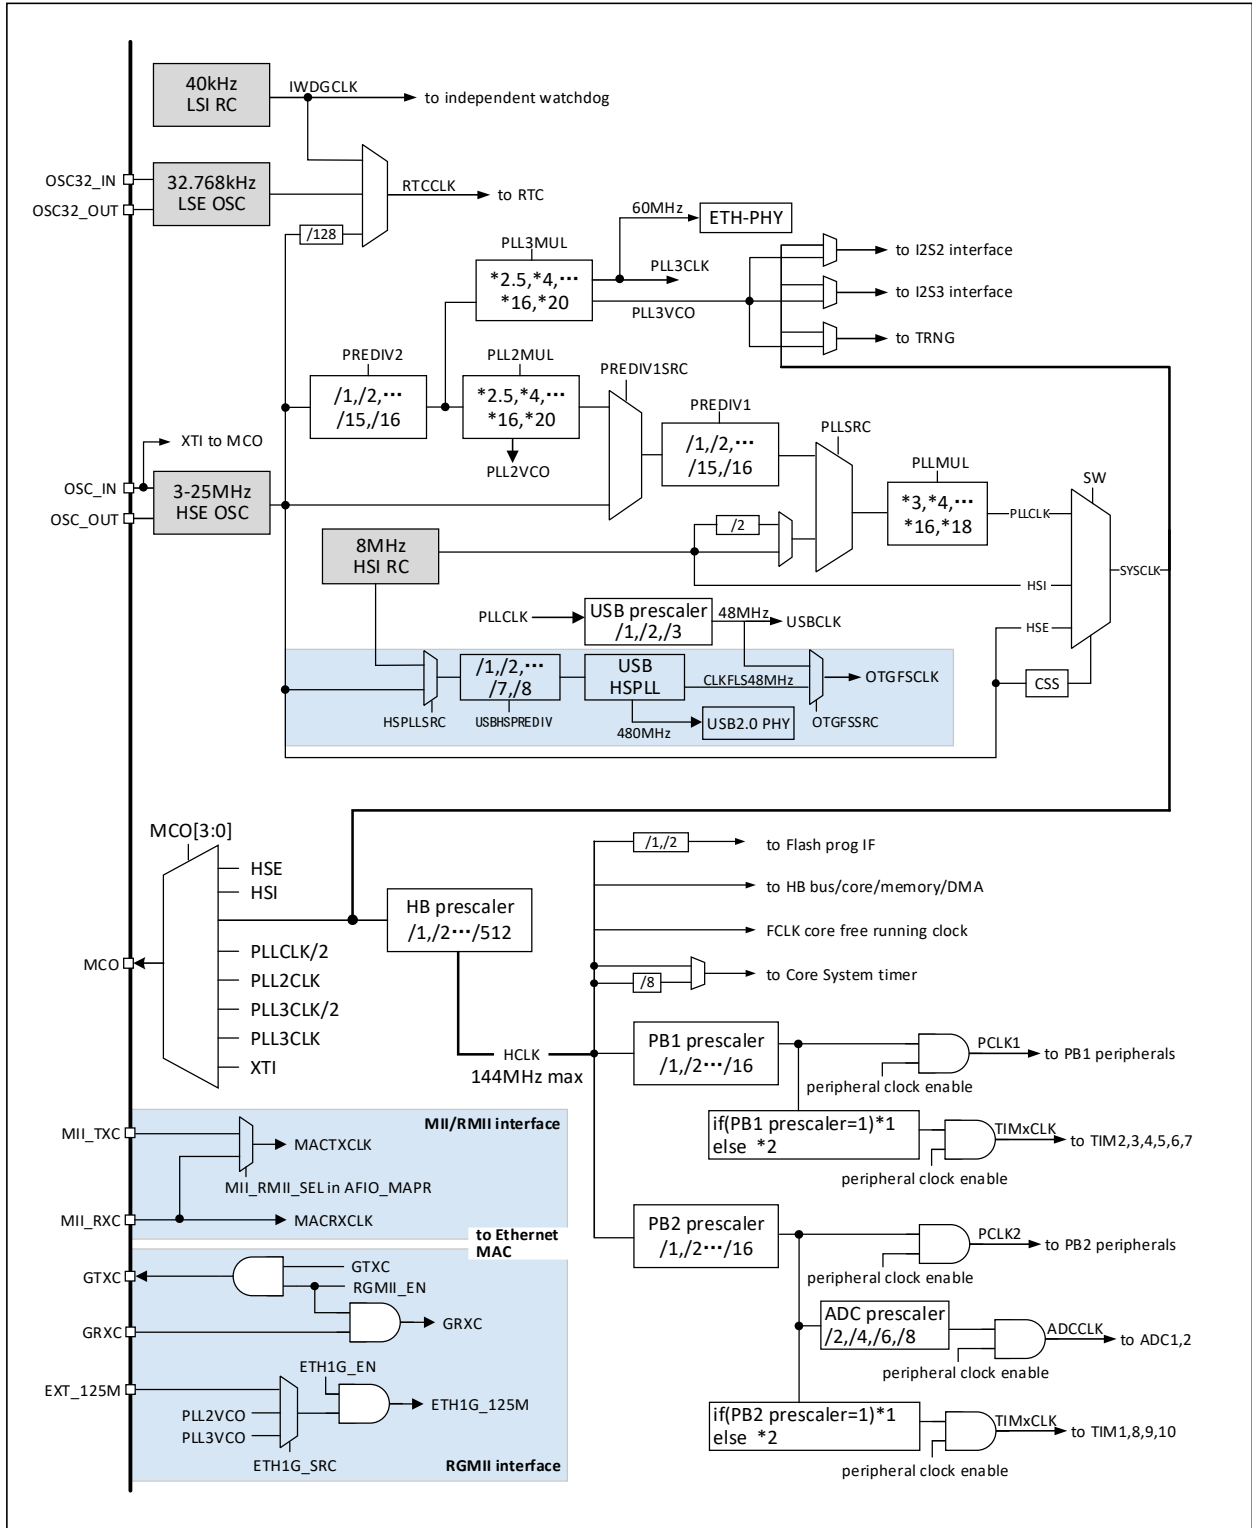 40kHz
LSI RC
IWDGCLK
to independent watchdog
OSC32_IN
OSC32_OUT
32.768kHz
LSE OSC
RTCCLK
to RTC
/128
60MHz
ETH-PHY
PLL3MUL
*2.5,*4,⋯
*16,*20
PLL3CLK
PLL3VCO
to I2S2 interface
to I2S3 interface
to TRNG
PREDIV2
/1,/2,⋯
/15,/16
PLL2MUL
*2.5,*4,⋯
*16,*20
PLL2VCO
PREDIV1SRC
PREDIV1
/1,/2,⋯
/15,/16
PLLSRC
PLLMUL
*3,*4,⋯
*16,*18
PLLCLK
SW
XTI to MCO
OSC_IN
OSC_OUT
3-25MHz
HSE OSC
/2
8MHz
HSI RC
HSI
SYSCLK
PLLCLK
USB prescaler
/1,/2,/3
48MHz
USBCLK
HSE
CSS
/1,/2,⋯
/7,/8
USB
HSPLL
CLKFLS48MHz
OTGFSCLK
HSPLLSRC
USBHSPREDIV
480MHz
USB2.0 PHY
OTGFSSRC
MCO[3:0]
HSE
HSI
PLLCLK/2
PLL2CLK
PLL3CLK/2
PLL3CLK
XTI
MCO
HB prescaler
/1,/2⋯/512
/1,/2
to Flash prog IF
to HB bus/core/memory/DMA
FCLK core free running clock
/8
to Core System timer
HCLK
144MHz max
PB1 prescaler
/1,/2⋯/16
PCLK1
to PB1 peripherals
peripheral clock enable
if(PB1 prescaler=1)*1
else *2
TIMxCLK
to TIM2,3,4,5,6,7
peripheral clock enable
MII/RMII interface
MII_TXC
MACTXCLK
MII_RMII_SEL in AFIO_MAPR
MII_RXC
MACRXCLK
to Ethernet
MAC
PB2 prescaler
/1,/2⋯/16
PCLK2
to PB2 peripherals
peripheral clock enable
GTXC
GTXC
RGMII_EN
GRXC
GRXC
ADC prescaler
/2,/4,/6,/8
ADCCLK
to ADC1,2
peripheral clock enable
ETH1G_EN
EXT_125M
PLL2VCO
PLL3VCO
ETH1G_125M
ETH1G_SRC
RGMII interface
if(PB2 prescaler=1)*1
else *2
TIMxCLK
to TIM1,8,9,10
peripheral clock enable